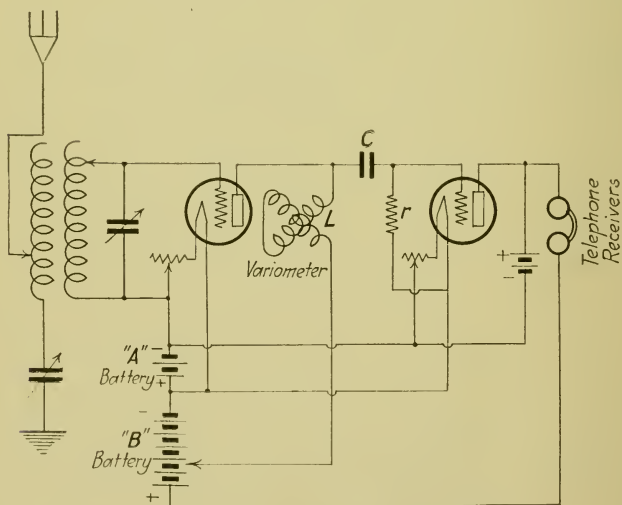 C
L
r
Variometer
Telephone
Receivers
+
-
"A" -
Battery +
-
"B"
Battery
+